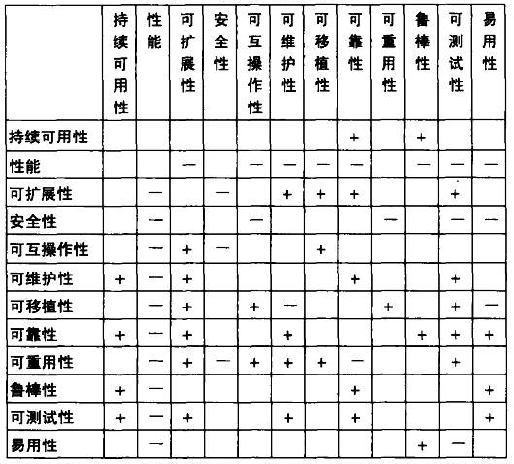 持续可用性 性能 可扩展性 安全性 可互操作性 可维护性 可移植性 可靠性 可重用性 鲁棒性 可测试性 易用性
持续可用性 + +
性能 — — — — — — — —
可扩展性 — — + + + +
安全性 — — — — —
可互操作性 — + — +
可维护性 + — + + +
可移植性 — + + — + + —
可靠性 + — + + + + +
可重用性 — + — + + + — +
鲁棒性 + — + +
可测试性 + — + + + +
易用性 — + —